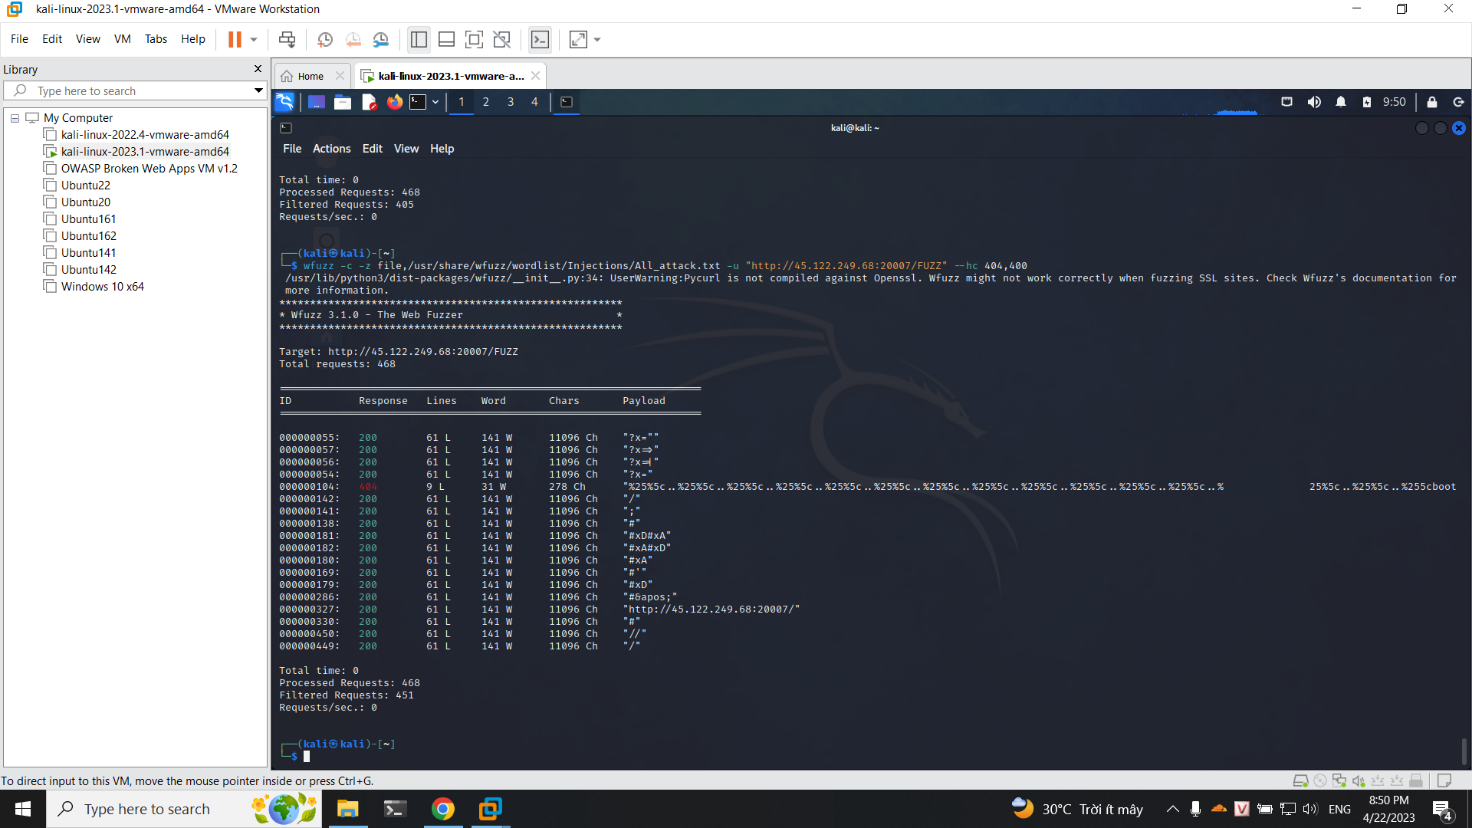 kali-linux-2023.1-vmware-amd64 - VMware Workstation
File Edit View VM Tabs Help
Library
Type here to search
My Computer
kali-linux-2022.4-vmware-amd64
kali-linux-2023.1-vmware-amd64
OWASP Broken Web Apps VM v1.2
Ubuntu22
Ubuntu20
Ubuntu161
Ubuntu162
Ubuntu141
Ubuntu142
Windows 10 x64
Home kali-linux-2023.1-vmware-a...
1 2 3 4 9:50
kali@kali: ~
File Actions Edit View Help
Total time: 0
Processed Requests: 468
Filtered Requests: 405
Requests/sec.: 0
(kali㉿kali)-[~]
$ wfuzz -c -z file,/usr/share/wfuzz/wordlist/Injections/All_attack.txt -u "http://45.122.249.68:20007/FUZZ" --hc 404,400
/usr/lib/python3/dist-packages/wfuzz/__init__.py:34: UserWarning:Pycurl is not compiled against Openssl. Wfuzz might not work correctly when fuzzing SSL sites. Check Wfuzz's documentation for
more information.
********************************************************
* Wfuzz 3.1.0 - The Web Fuzzer *
********************************************************
Target: http://45.122.249.68:20007/FUZZ
Total requests: 468
ID Response Lines Word Chars Payload
000000055: 200 61 L 141 W 11096 Ch "?x=""
000000057: 200 61 L 141 W 11096 Ch "?x=>"
000000056: 200 61 L 141 W 11096 Ch "?x=|"
000000054: 200 61 L 141 W 11096 Ch "?x="
000000104: 404 9 L 31 W 278 Ch "%25%5c..%25%5c..%25%5c..%25%5c..%25%5c..%25%5c..%25%5c..%25%5c..%25%5c..%25%5c..%25%5c..%25%5c..% 25%5c..%25%5c..%255cboot
000000142: 200 61 L 141 W 11096 Ch "/"
000000141: 200 61 L 141 W 11096 Ch ";"
000000138: 200 61 L 141 W 11096 Ch "#"
000000181: 200 61 L 141 W 11096 Ch "#xD#xA"
000000182: 200 61 L 141 W 11096 Ch "#xA#xD"
000000180: 200 61 L 141 W 11096 Ch "#xA"
000000169: 200 61 L 141 W 11096 Ch "#'"
000000179: 200 61 L 141 W 11096 Ch "#xD"
000000286: 200 61 L 141 W 11096 Ch "#&apos;"
000000327: 200 61 L 141 W 11096 Ch "http://45.122.249.68:20007/"
000000330: 200 61 L 141 W 11096 Ch "#"
000000450: 200 61 L 141 W 11096 Ch "//"
000000449: 200 61 L 141 W 11096 Ch "/"
Total time: 0
Processed Requests: 468
Filtered Requests: 451
Requests/sec.: 0
(kali㉿kali)-[~]
$
To direct input to this VM, move the mouse pointer inside or press Ctrl+G.
Type here to search
30°C Trời ít mây
ENG
8:50 PM
4/22/2023
4